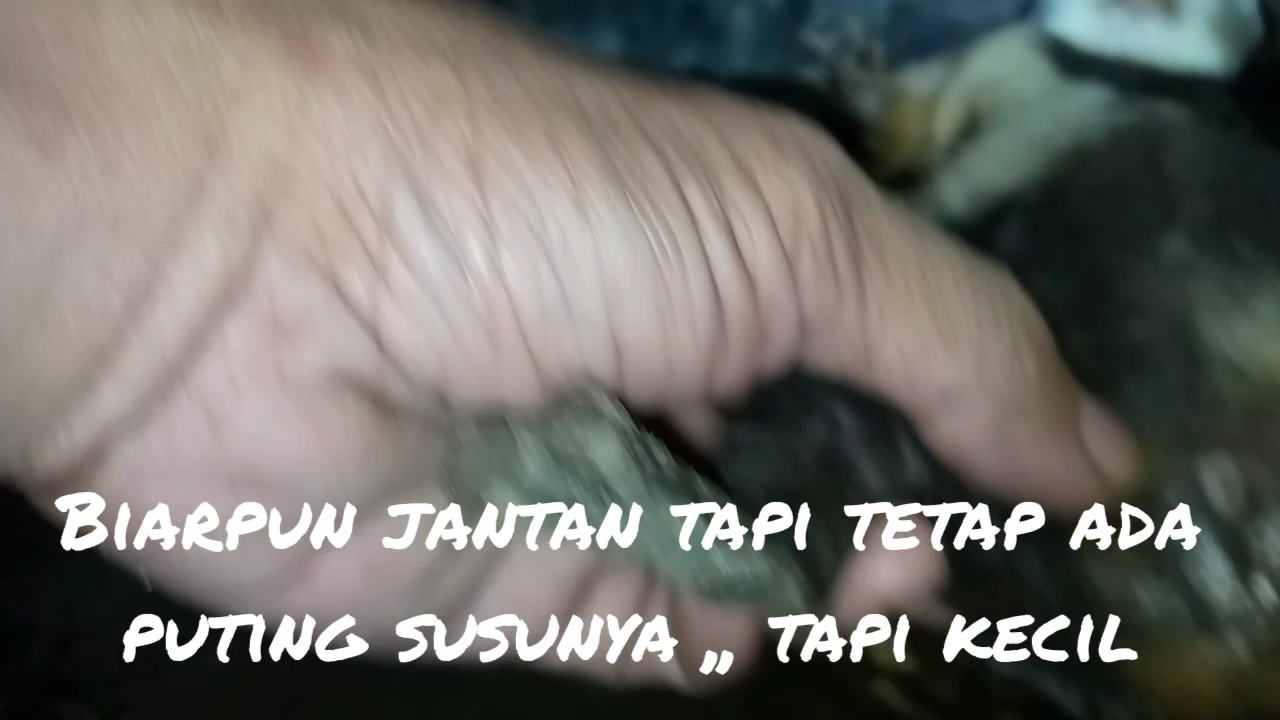 Biarpun jantan tapi tetap ada
puting susunya ,, tapi kecil